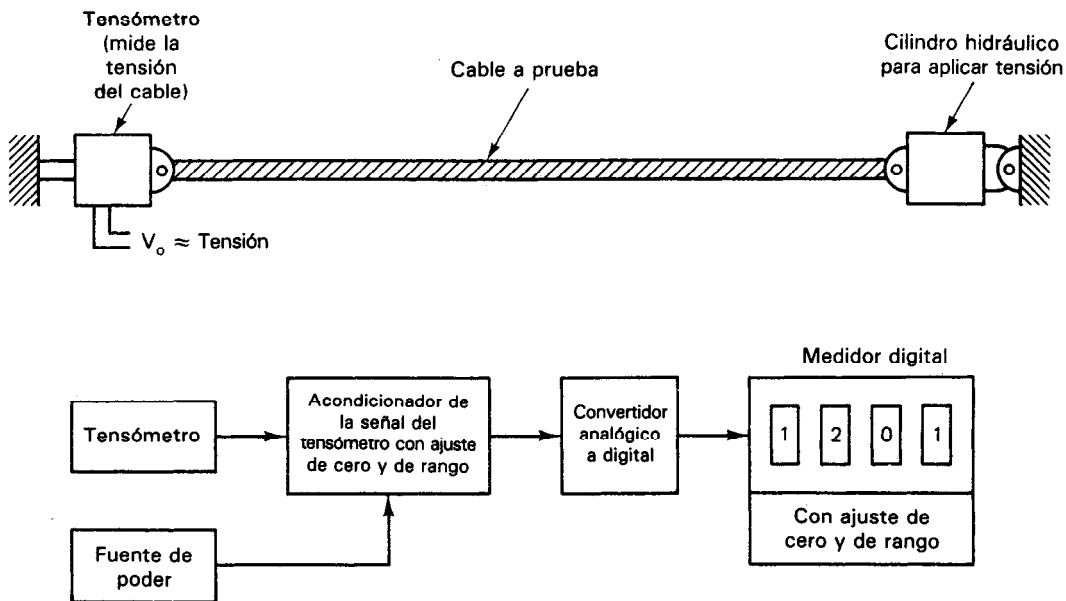 Tensómetro
(mide la
tensión
del cable)
Cable a prueba
Cilindro hidráulico
para aplicar tensión
V₀ ≈ Tensión
Medidor digital
Tensómetro
Acondicionador de
la señal del
tensómetro con ajuste
de cero y de rango
Convertidor
analógico
a digital
1 2 0 1
Con ajuste de
cero y de rango
Fuente de
poder